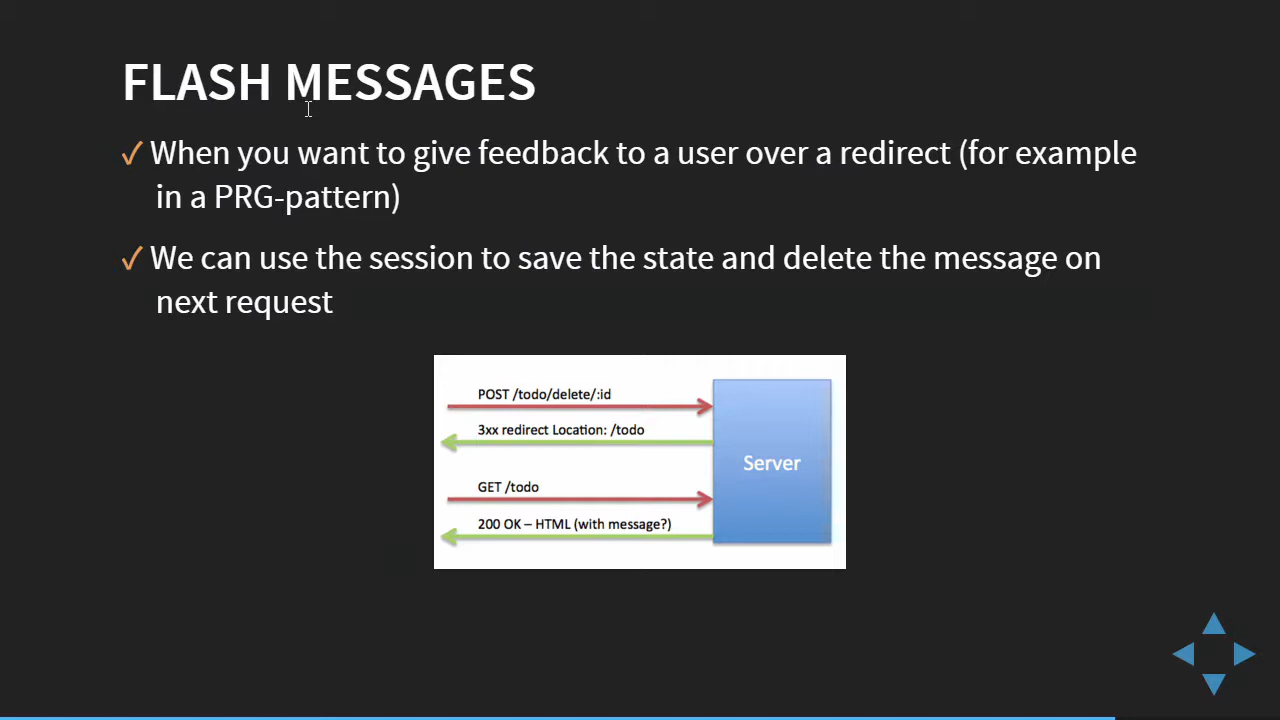 FLASH MESSAGES
✓ When you want to give feedback to a user over a redirect (for example
in a PRG-pattern)
✓ We can use the session to save the state and delete the message on
next request
POST /todo/delete/:id
3xx redirect Location: /todo
Server
GET /todo
200 OK – HTML (with message?)